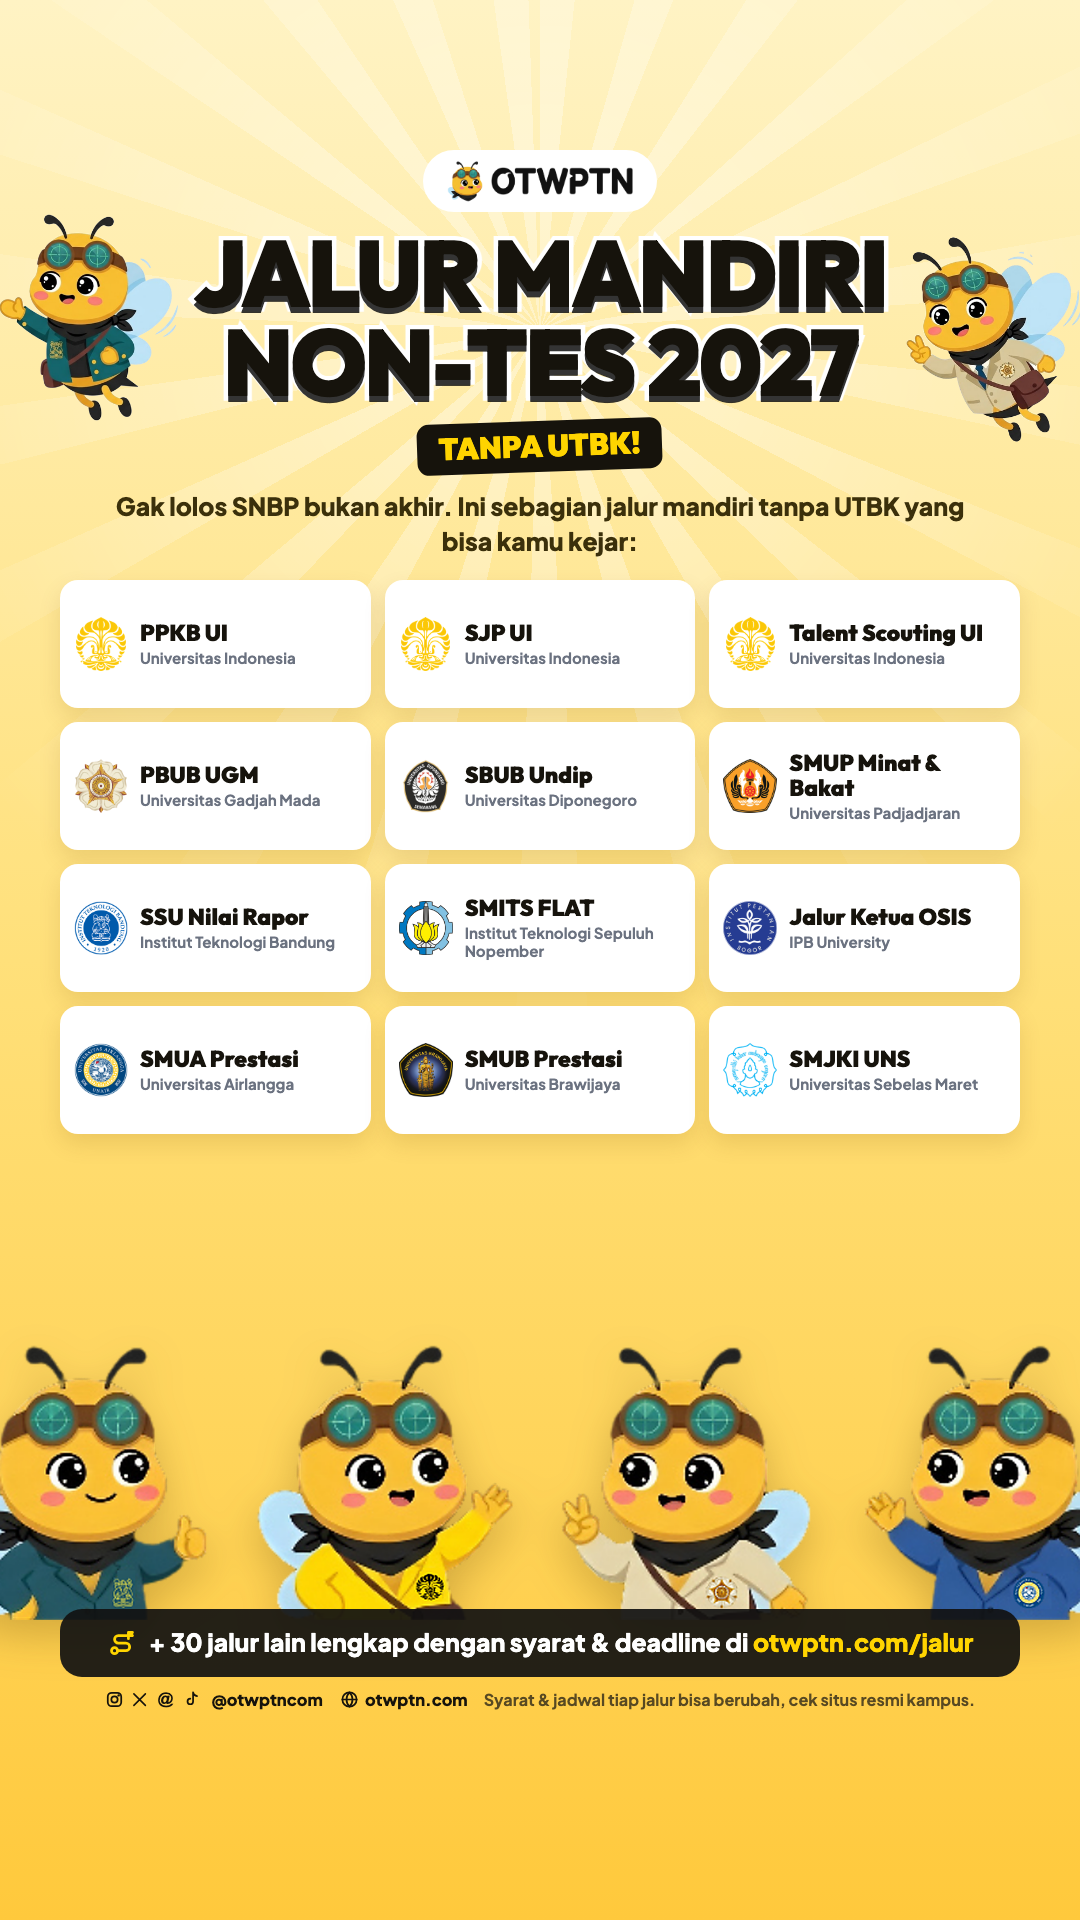 OTWPTN
JALUR MANDIRI
NON-TES 2027
TANPA UTBK!
Gak lolos SNBP bukan akhir. Ini sebagian jalur mandiri tanpa UTBK yang
bisa kamu kejar:
PPKB UI
Universitas Indonesia
SJP UI
Universitas Indonesia
Talent Scouting UI
Universitas Indonesia
PBUB UGM
Universitas Gadjah Mada
SBUB Undip
Universitas Diponegoro
SMUP Minat &
Bakat
Universitas Padjadjaran
SSU Nilai Rapor
Institut Teknologi Bandung
SMITS FLAT
Institut Teknologi Sepuluh
Nopember
Jalur Ketua OSIS
IPB University
SMUA Prestasi
Universitas Airlangga
SMUB Prestasi
Universitas Brawijaya
SMJKI UNS
Universitas Sebelas Maret
+ 30 jalur lain lengkap dengan syarat & deadline di otwptn.com/jalur
@otwptncom otwptn.com Syarat & jadwal tiap jalur bisa berubah, cek situs resmi kampus.